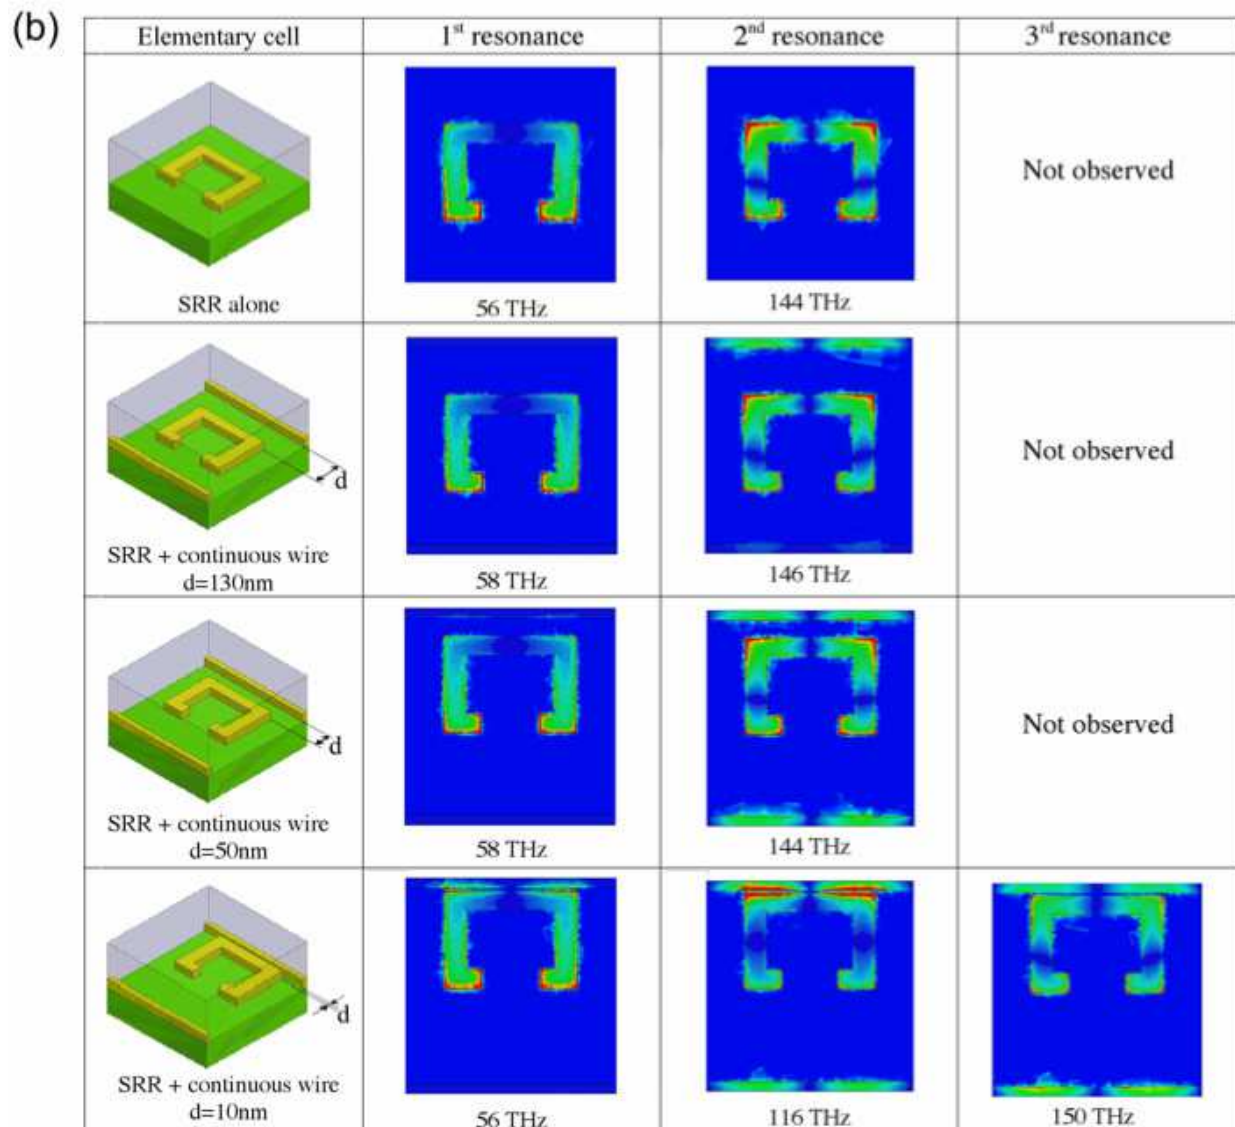 (b)
Elementary cell 1st resonance 2nd resonance 3rd resonance
SRR alone 56 THz 144 THz Not observed
d
SRR + continuous wire
d=130nm 58 THz 146 THz Not observed
d
SRR + continuous wire
d=50nm 58 THz 144 THz Not observed
d
SRR + continuous wire
d=10nm 56 THz 116 THz 150 THz